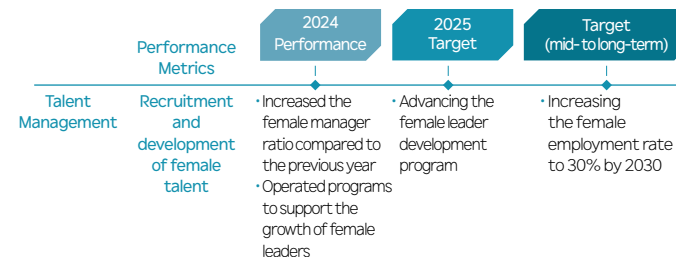 Performance
Metrics
2024
Performance
2025
Target
Target
(mid- to long-term)
Talent
Management
Recruitment
and
development
of female
talent
· Increased the
female manager
ratio compared to
the previous year
· Operated programs
to support the
growth of female
leaders
· Advancing the
female leader
development
program
· Increasing
the female
employment rate
to 30% by 2030